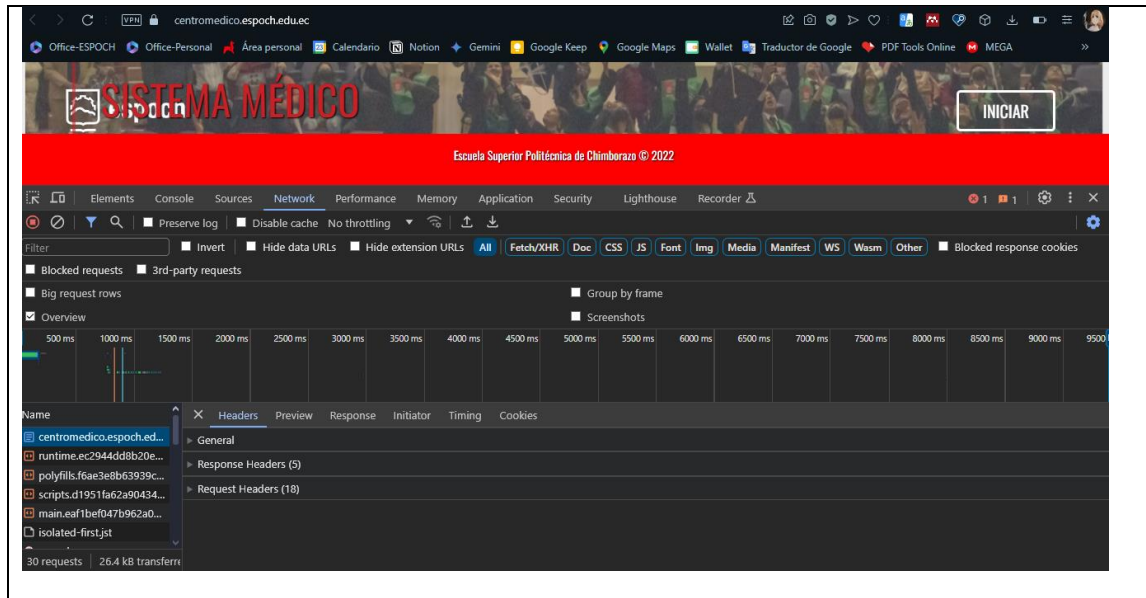 VPN centromedico.espoch.edu.ec
Office-ESPOCH Office-Personal Área personal Calendario Notion Gemini Google Keep Google Maps Wallet Traductor de Google PDF Tools Online MEGA »
SISTEMA MÉDICO
espoch
INICIAR
Escuela Superior Politécnica de Chimborazo © 2022
Elements Console Sources Network Performance Memory Application Security Lighthouse Recorder 1 1
Preserve log Disable cache No throttling
Filter Invert Hide data URLs Hide extension URLs All Fetch/XHR Doc CSS JS Font Img Media Manifest WS Wasm Other Blocked response cookies
Blocked requests 3rd-party requests
Big request rows Group by frame
Overview Screenshots
500 ms 1000 ms 1500 ms 2000 ms 2500 ms 3000 ms 3500 ms 4000 ms 4500 ms 5000 ms 5500 ms 6000 ms 6500 ms 7000 ms 7500 ms 8000 ms 8500 ms 9000 ms 9500
Name Headers Preview Response Initiator Timing Cookies
centromedico.espoch.ed... General
runtime.ec2944dd8b20e...
Response Headers (5)
polyfills.f6ae3e8b63939c...
scripts.d1951fa62a90434... Request Headers (18)
main.eaf1bef047b962a0...
isolated-first.jst
30 requests 26.4 kB transferre